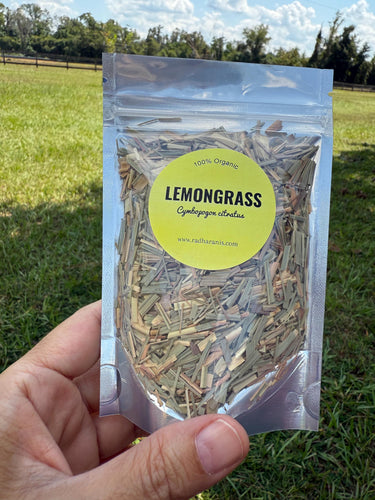 100% Organic
LEMONGRASS
Cymbopogon citratus
www.radharanis.com